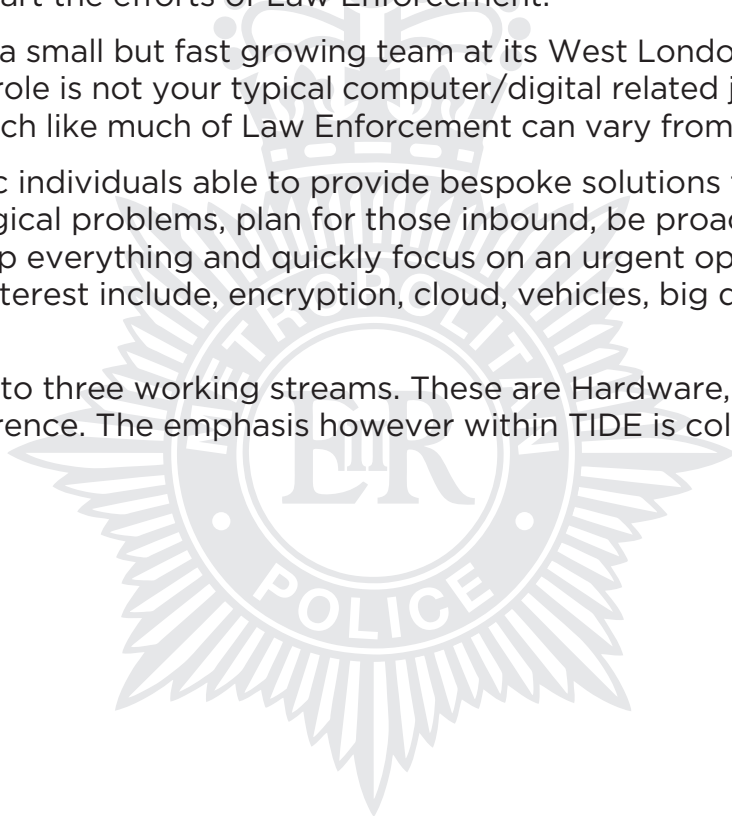 art the efforts of Law Enforcement.
a small but fast growing team at its West Londo
role is not your typical computer/digital related j
ch like much of Law Enforcement can vary from
c individuals able to provide bespoke solutions
gical problems, plan for those inbound, be proac
p everything and quickly focus on an urgent op
terest include, encryption, cloud, vehicles, big d
to three working streams. These are Hardware,
rence. The emphasis however within TIDE is col
METROPOLITAN
EIIR
POLICE